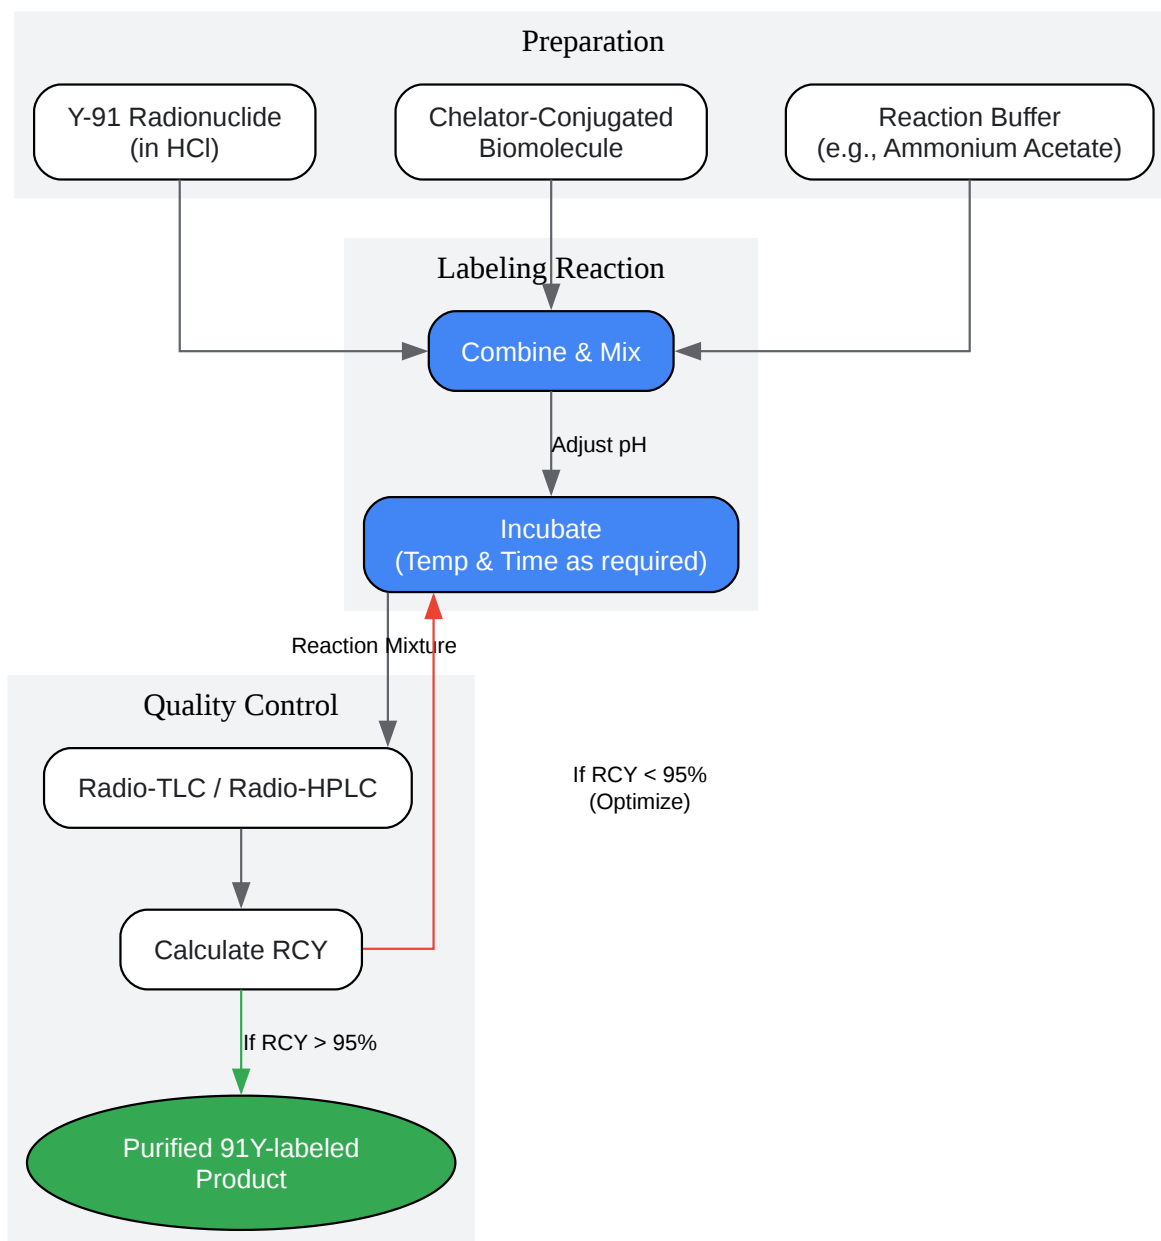 Preparation
Y-91 Radionuclide
(in HCl)
Chelator-Conjugated
Biomolecule
Reaction Buffer
(e.g., Ammonium Acetate)
Labeling Reaction
Combine & Mix
Adjust pH
Incubate
(Temp & Time as required)
Reaction Mixture
Quality Control
Radio-TLC / Radio-HPLC
If RCY < 95%
(Optimize)
Calculate RCY
If RCY > 95%
Purified 91Y-labeled
Product